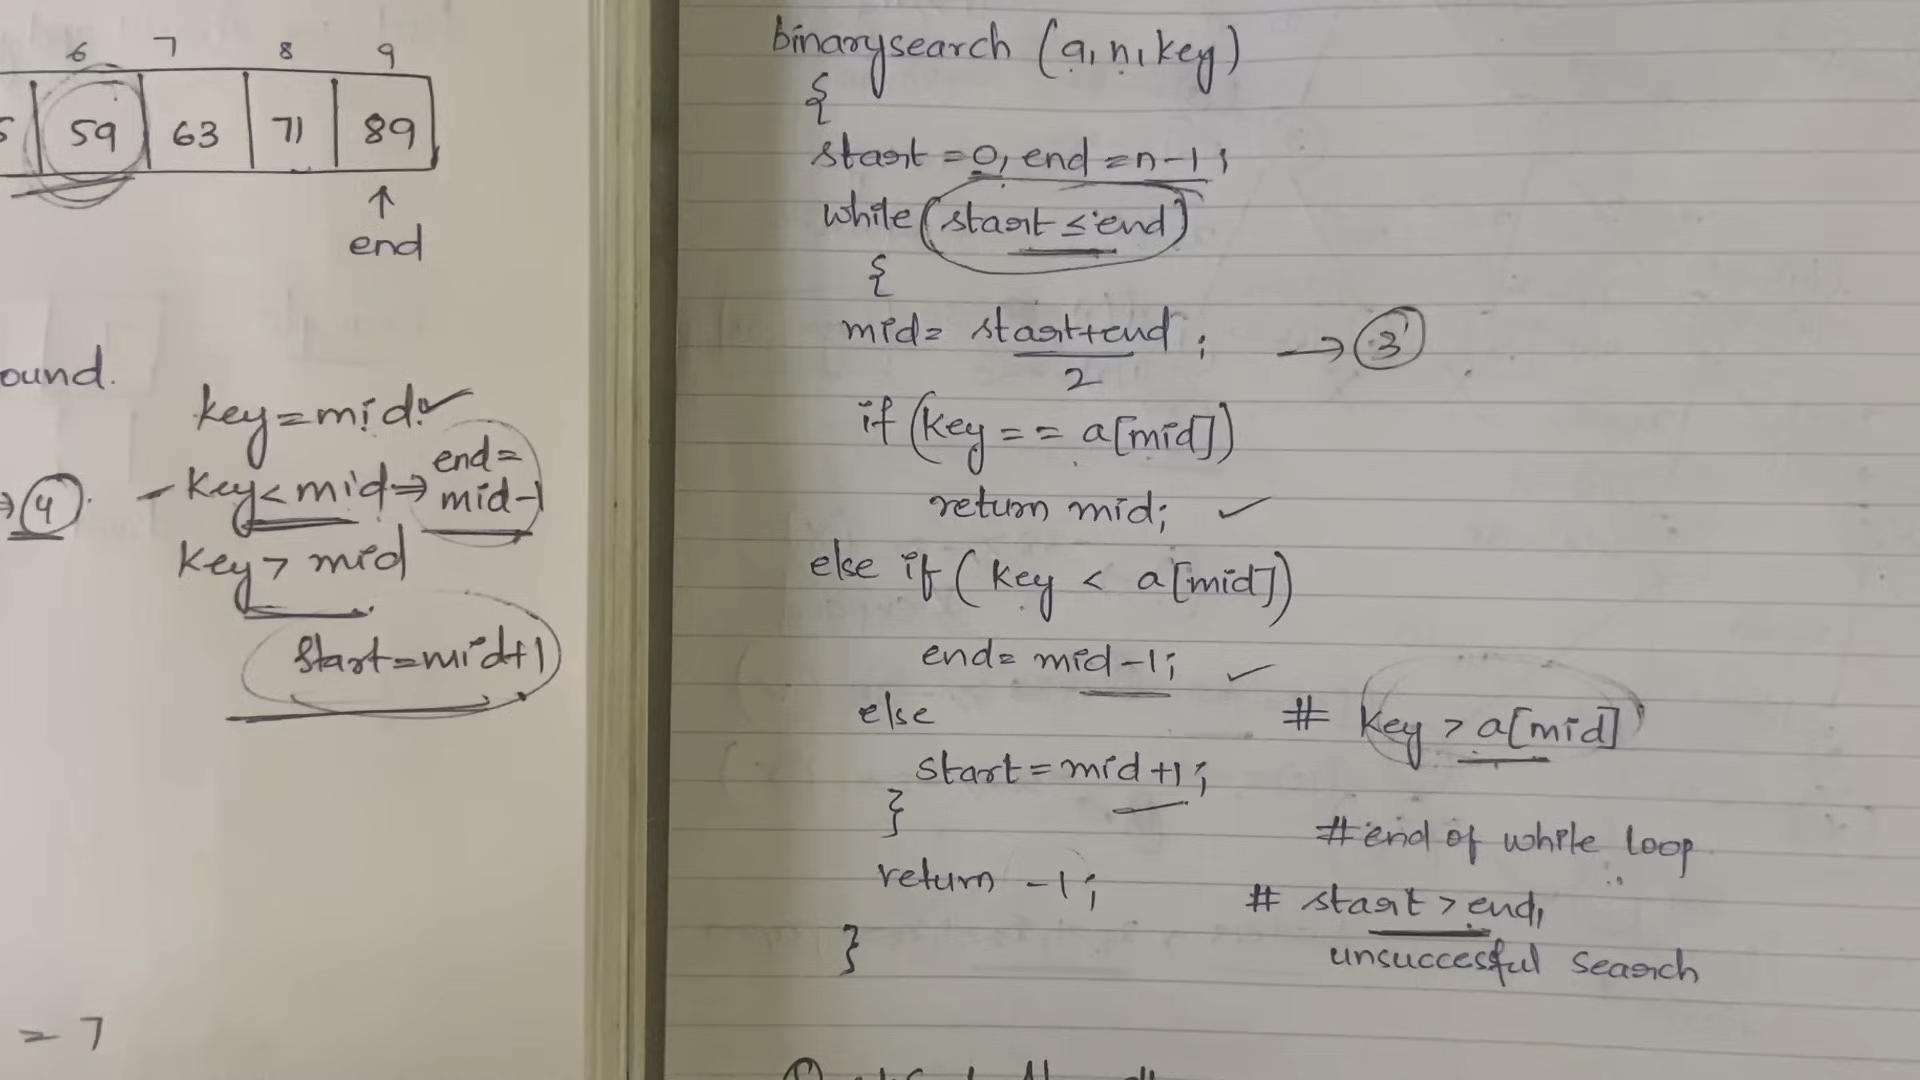 6 7 8 9
59 63 71 89
↑
end
ound.
key=mid ✓
- key<mid⇒ end=
mid-1
⇒ 4.
key> mid
start=mid+1
= 7
binarysearch (a,n,key)
{
start =0, end =n-1;
while(start≤end)
{
mid= start+end ; → 3
2
if (key== a[mid])
return mid; ✓
else if (key < a[mid])
end= mid-1; ✓
else # key > a[mid]
start=mid+1;
} #end of while loop
return -1; # start>end,
} unsuccessful search